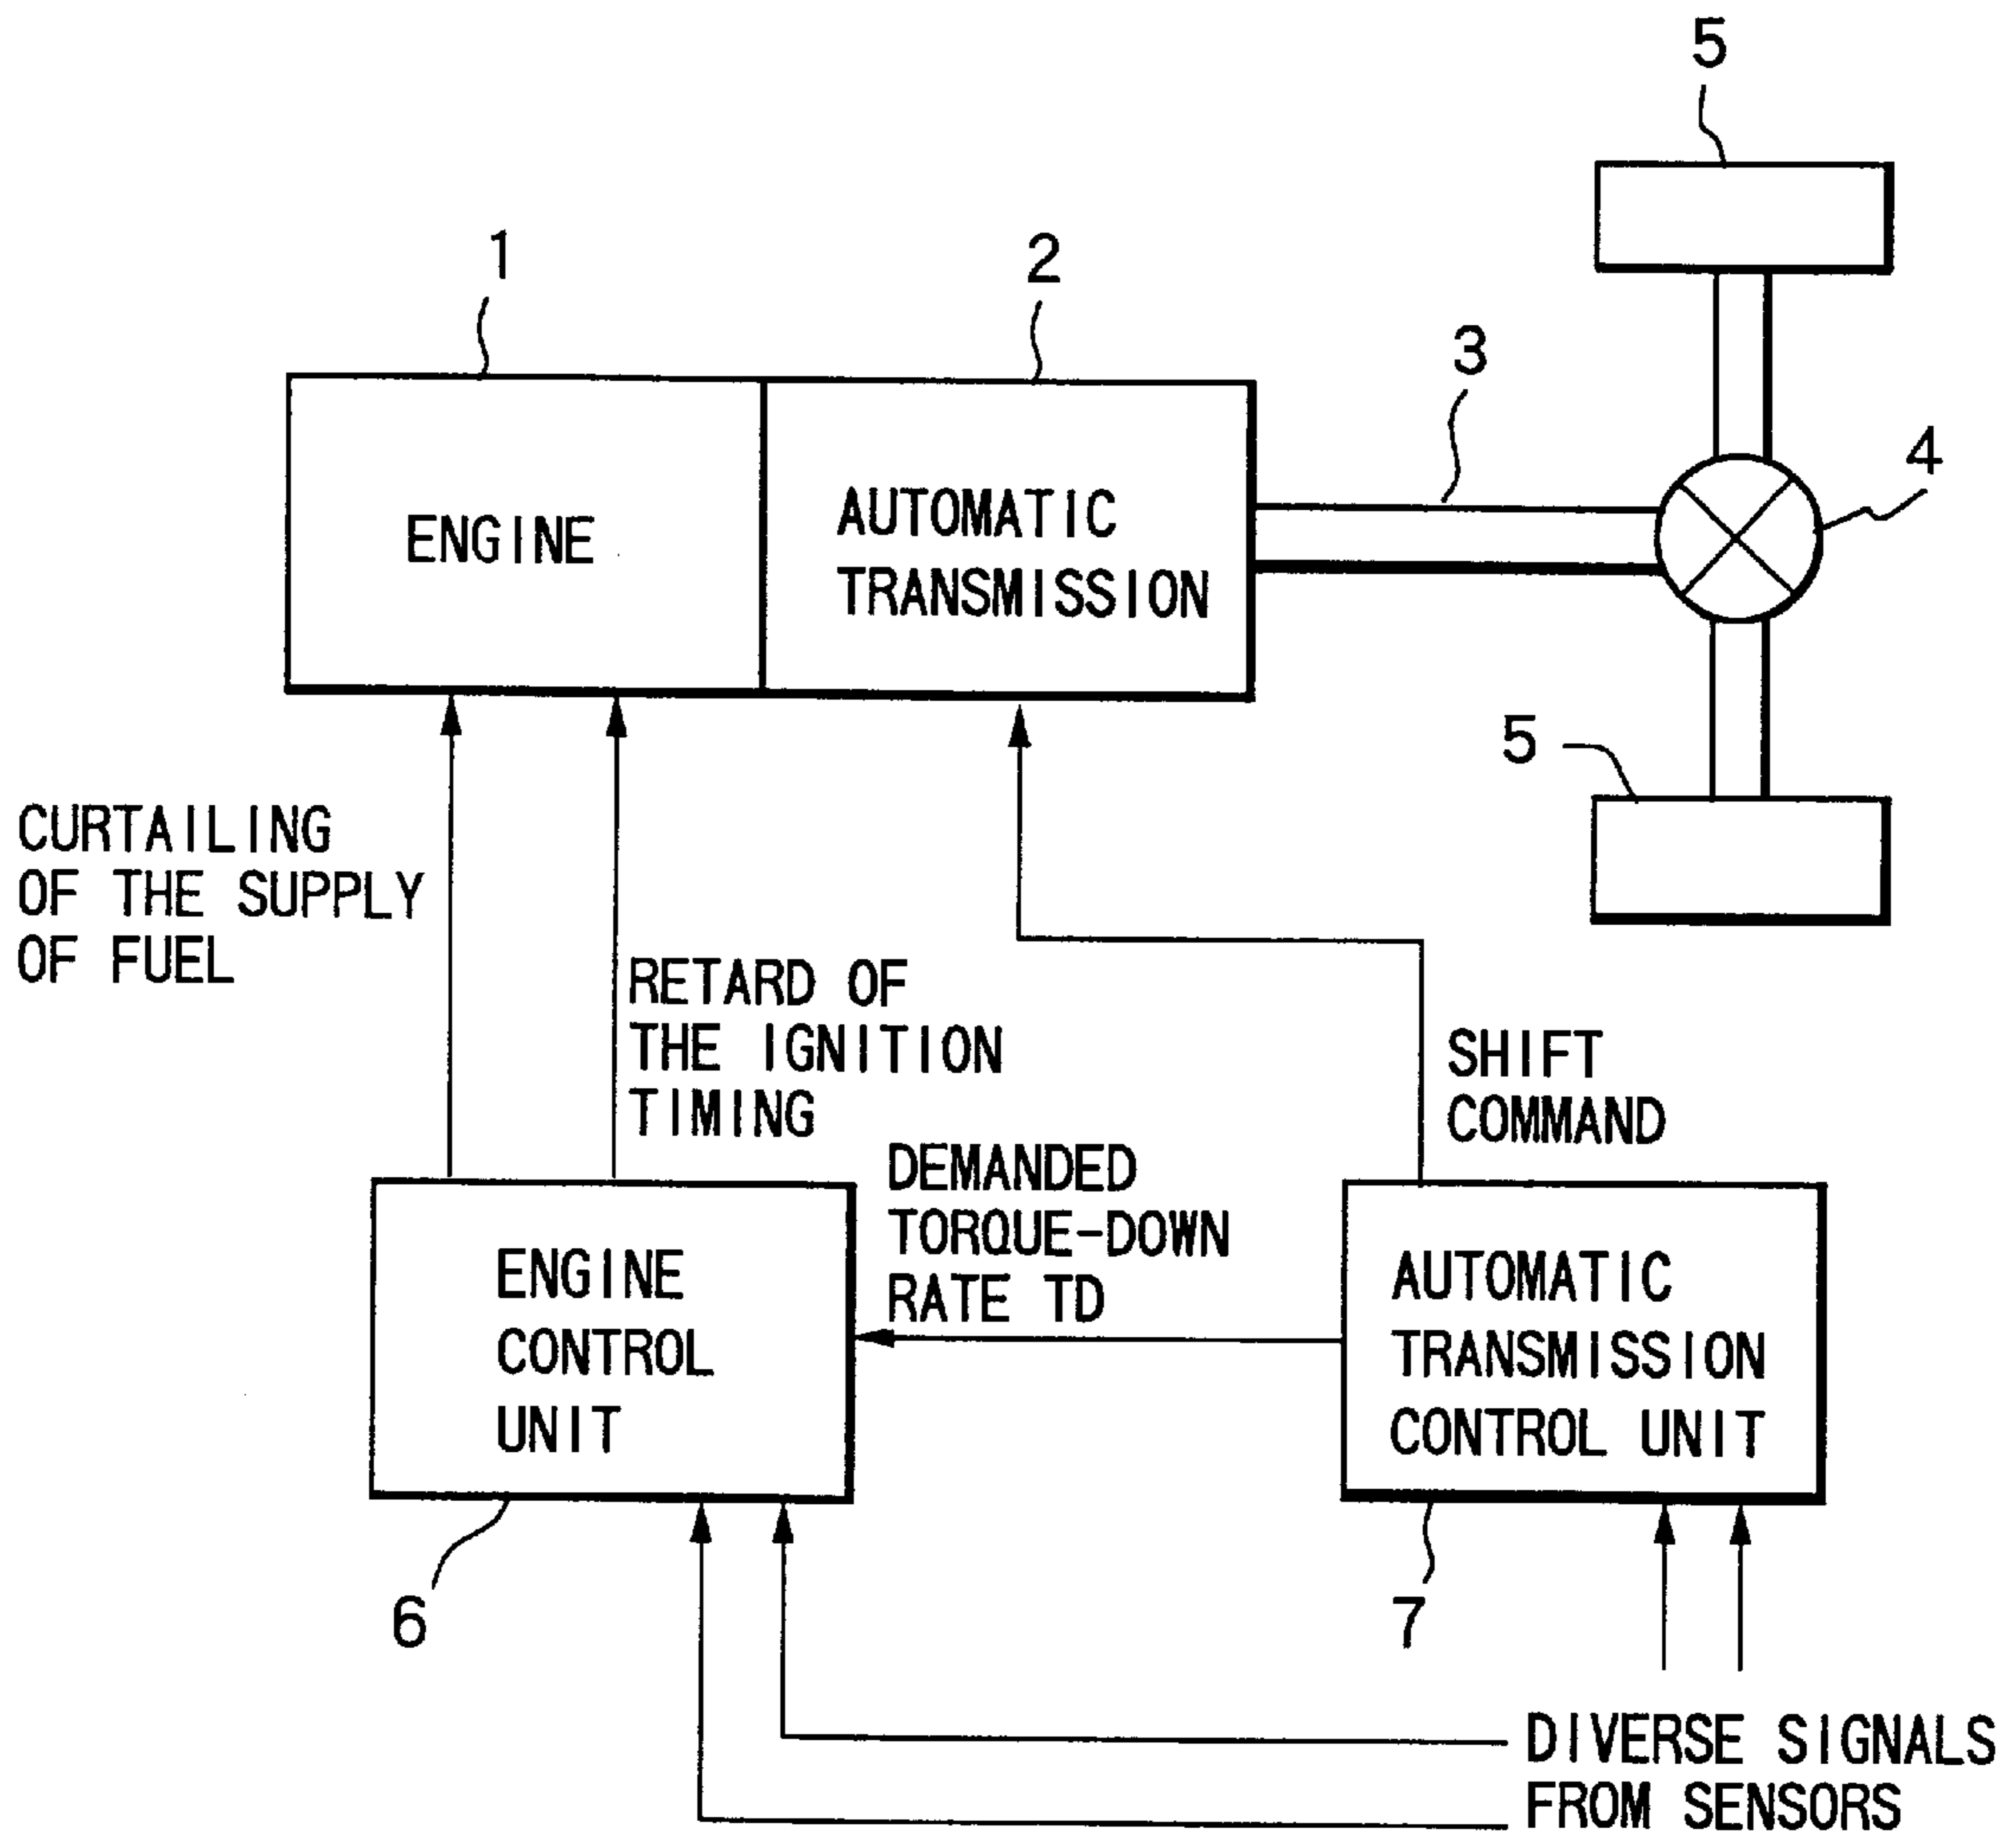 5
1
2
3
4
ENGINE
AUTOMATIC
TRANSMISSION
5
CURTAILING
OF THE SUPPLY
OF FUEL
RETARD OF
THE IGNITION
TIMING
SHIFT
COMMAND
DEMANDED
TORQUE-DOWN
RATE TD
ENGINE
CONTROL
UNIT
AUTOMATIC
TRANSMISSION
CONTROL UNIT
6
7
DIVERSE SIGNALS
FROM SENSORS